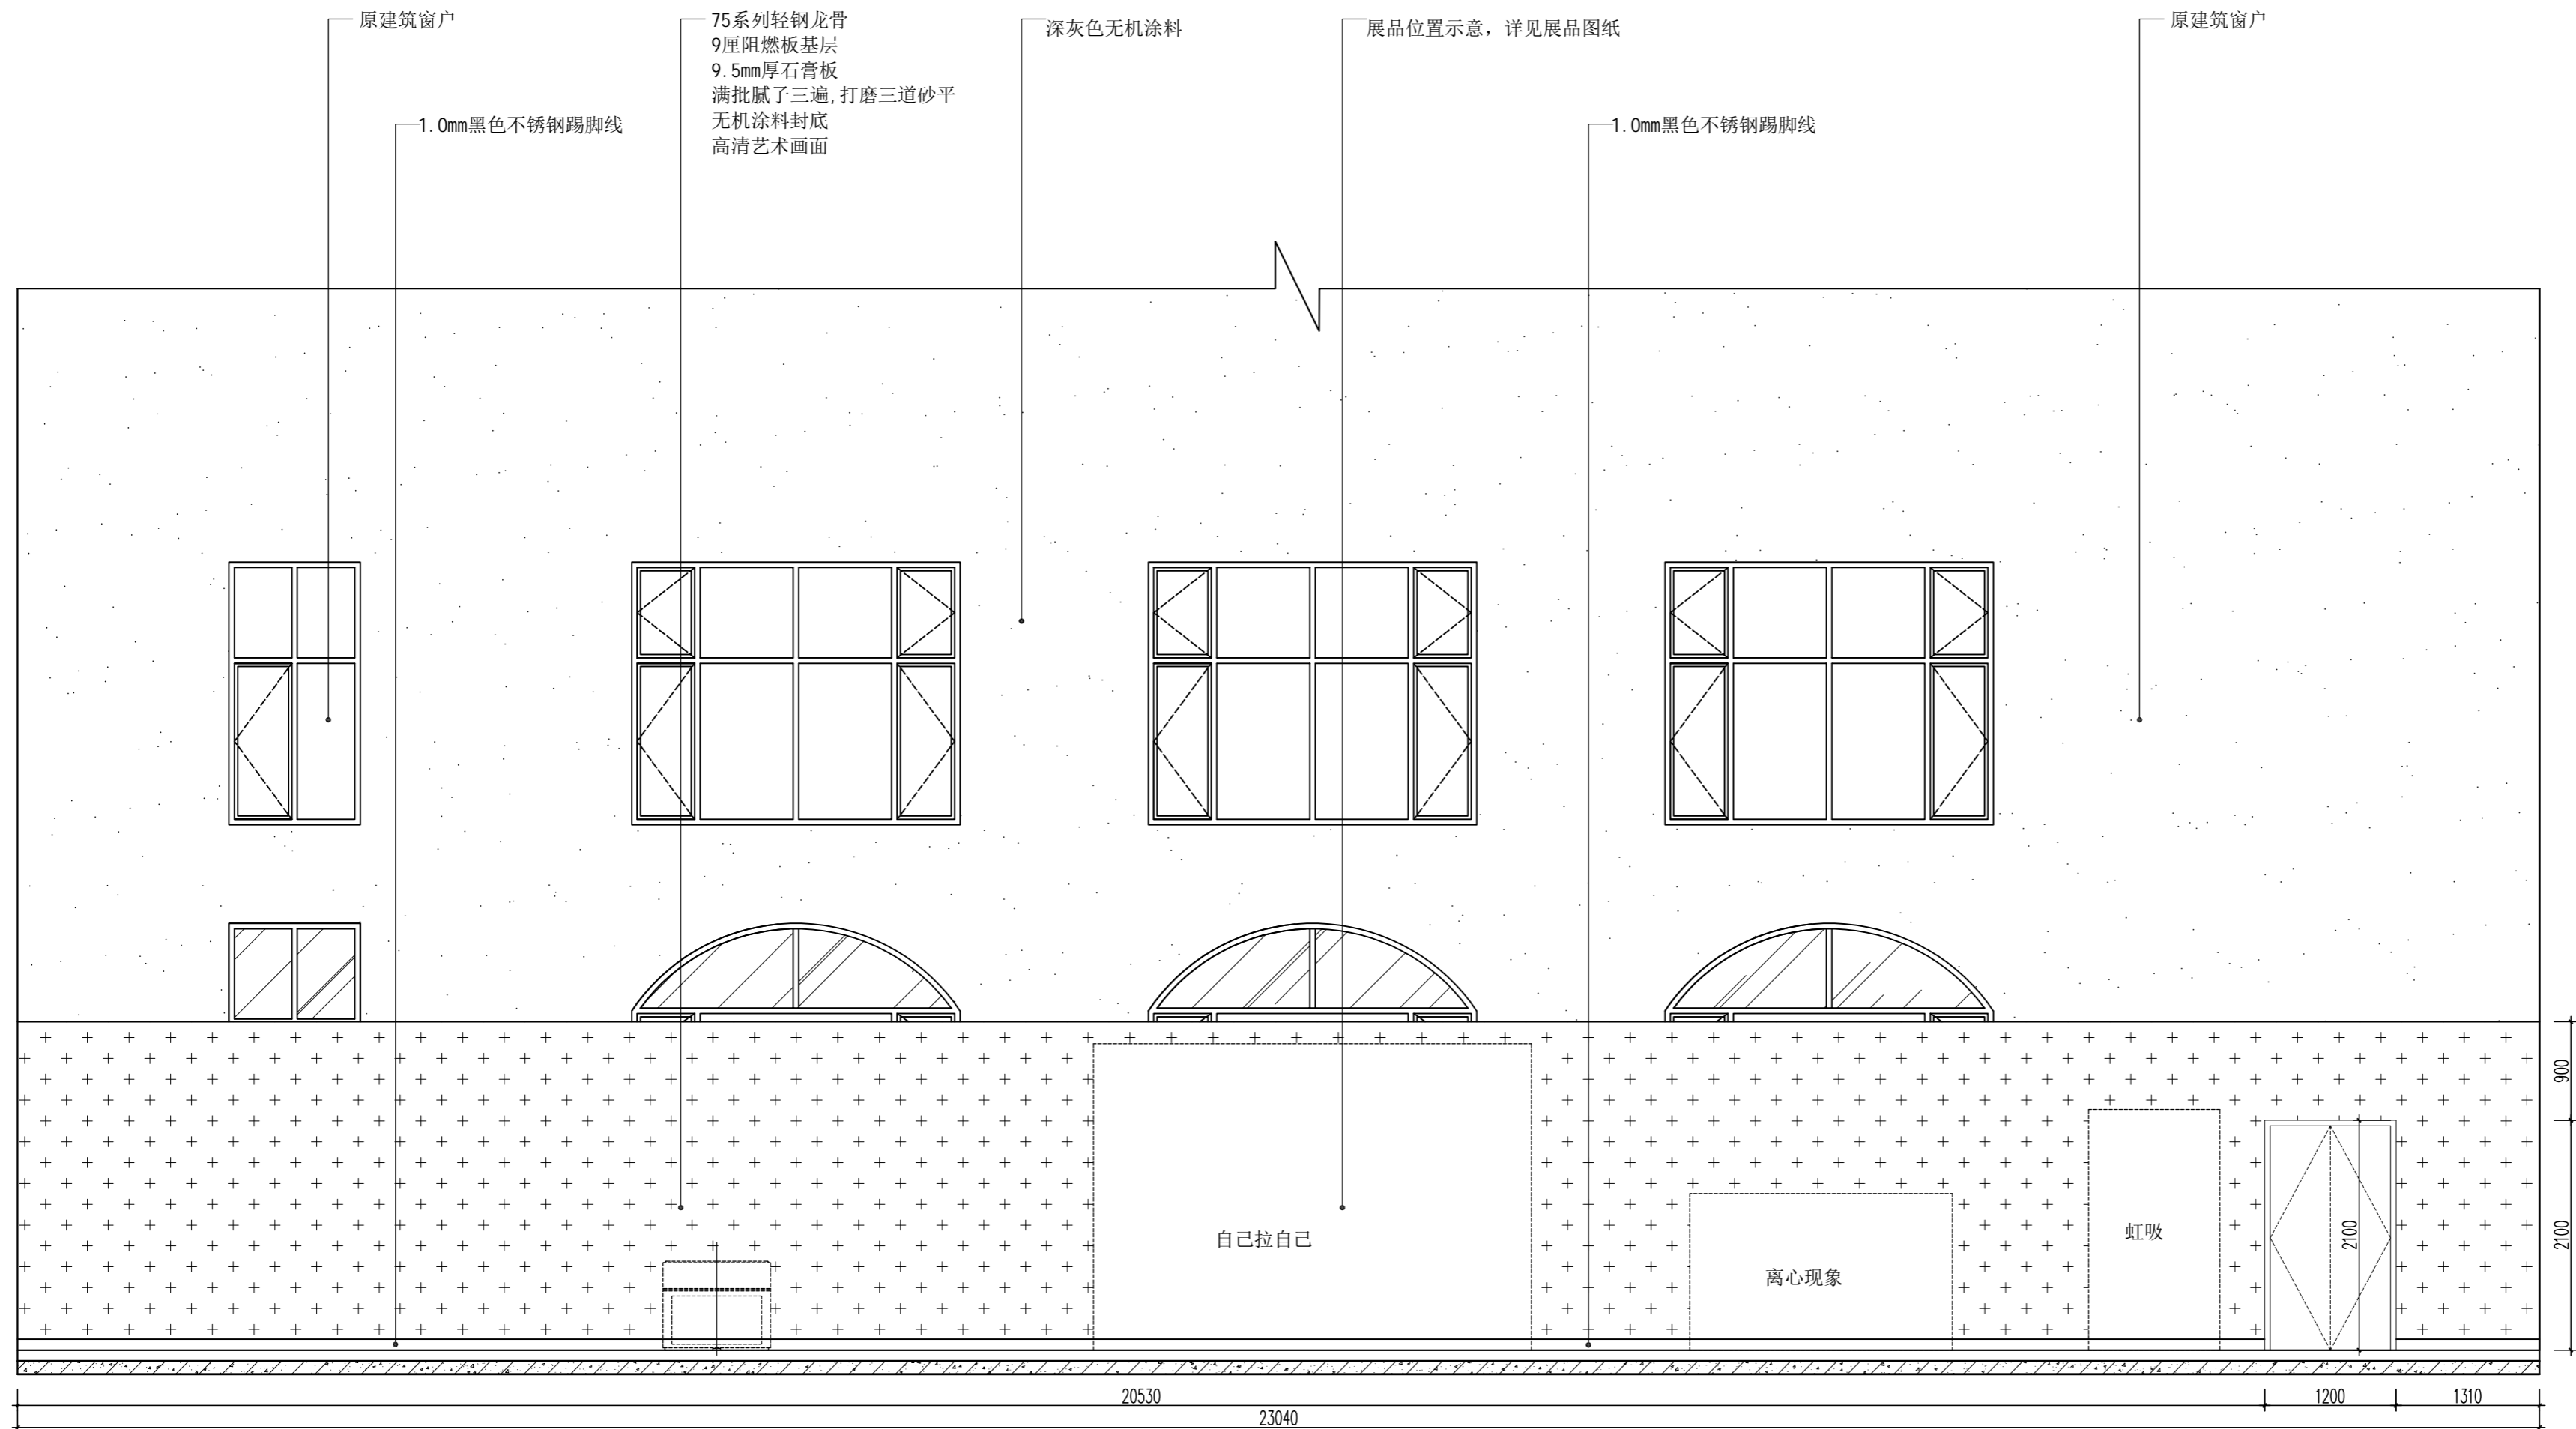 原建筑窗户
75系列轻钢龙骨
9厘阻燃板基层
9.5mm厚石膏板
满批腻子三遍,打磨三道砂平
无机涂料封底
高清艺术画面
深灰色无机涂料
展品位置示意，详见展品图纸
原建筑窗户
1.0mm黑色不锈钢踢脚线
1.0mm黑色不锈钢踢脚线
900
2100
2100
自己拉自己
离心现象
虹吸
20530
1200
1310
23040